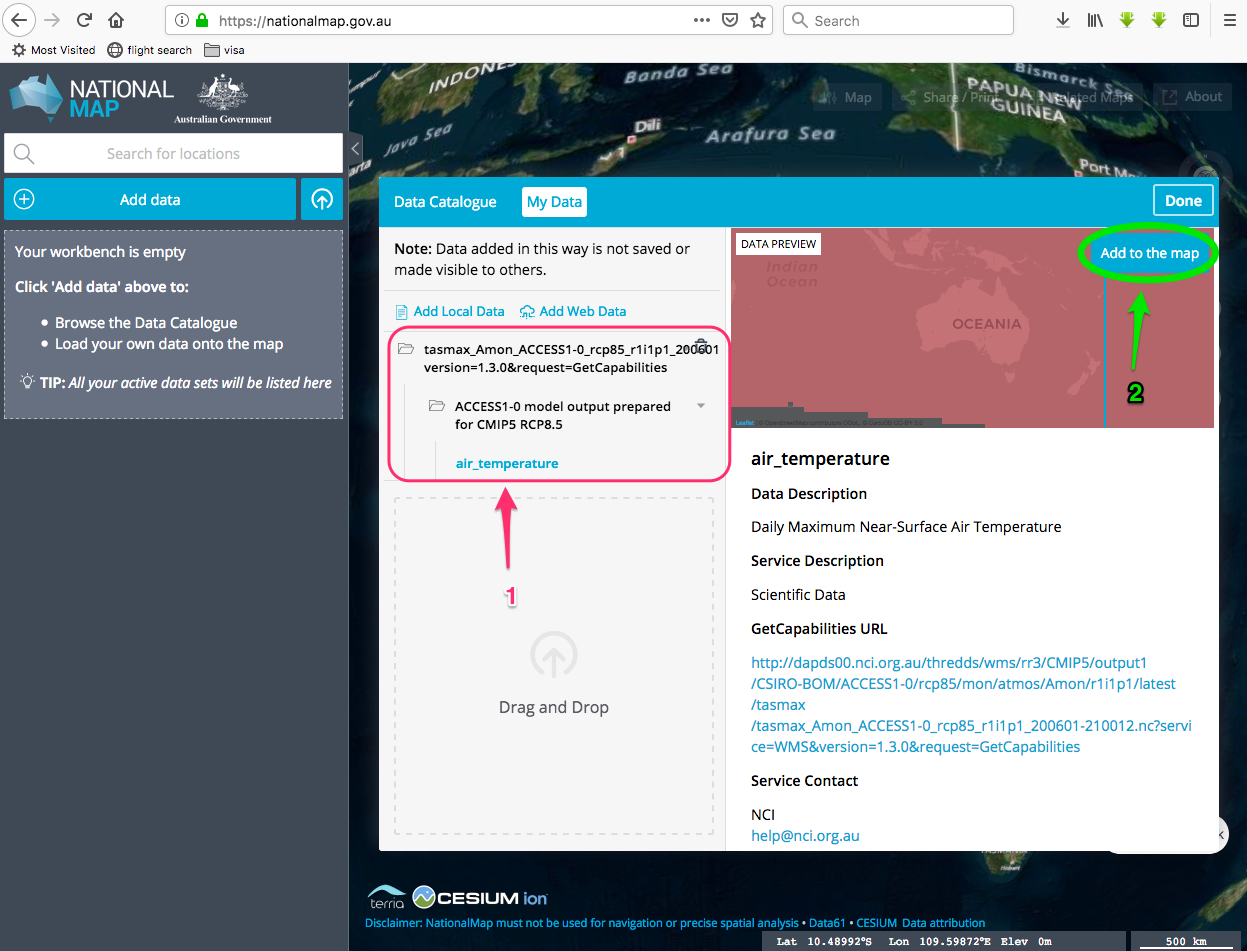 https://nationalmap.gov.au
Search
Most Visited
flight search
visa
NATIONAL
MAP
Australian Government
Search for locations
Add data
Your workbench is empty
Click 'Add data' above to:
• Browse the Data Catalogue
• Load your own data onto the map
TIP: All your active data sets will be listed here
Banda Sea
Bismarck Sea
PAPUA NEW
GUINEA
Java Sea
Dili
Arafura Sea
Port
Map
Share / Print
Related Maps
About
Data Catalogue
My Data
Done
Note: Data added in this way is not saved or
made visible to others.
Add Local Data
Add Web Data
tasmax_Amon_ACCESS1-0_rcp85_r1i1p1_200601
version=1.3.0&request=GetCapabilities
ACCESS1-0 model output prepared
for CMIP5 RCP8.5
air_temperature
1
Drag and Drop
DATA PREVIEW
Add to the map
Indian
Ocean
OCEANIA
2
Leaflet
air_temperature
Data Description
Daily Maximum Near-Surface Air Temperature
Service Description
Scientific Data
GetCapabilities URL
http://dapds00.nci.org.au/thredds/wms/rr3/CMIP5/output1
/CSIRO-BOM/ACCESS1-0/rcp85/mon/atmos/Amon/r1i1p1/latest
/tasmax
/tasmax_Amon_ACCESS1-0_rcp85_r1i1p1_200601-210012.nc?servi
ce=WMS&version=1.3.0&request=GetCapabilities
Service Contact
NCI
help@nci.org.au
TASMANIA
Hobart
terria
CESIUM ion
Disclaimer: NationalMap must not be used for navigation or precise spatial analysis • Data61 • CESIUM Data attribution
Lat 10.48992°S Lon 109.59872°E Elev 0m
500 km